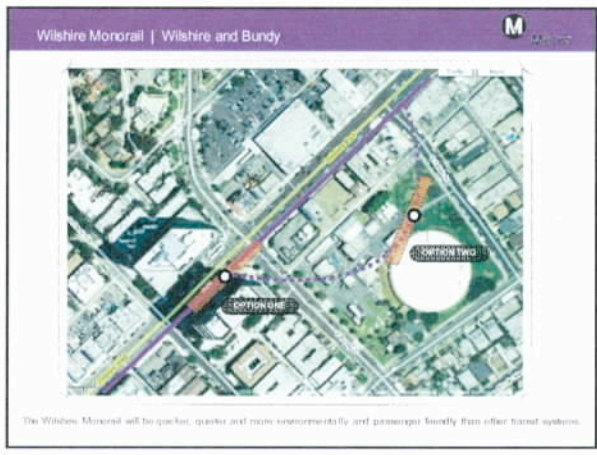 Wilshire Monorail | Wilshire and Bundy
M
Metro
OPTION TWO
OPTION ONE
The Wilshire Monorail will be quicker, quieter and more environmentally and passenger friendly than other transit systems.